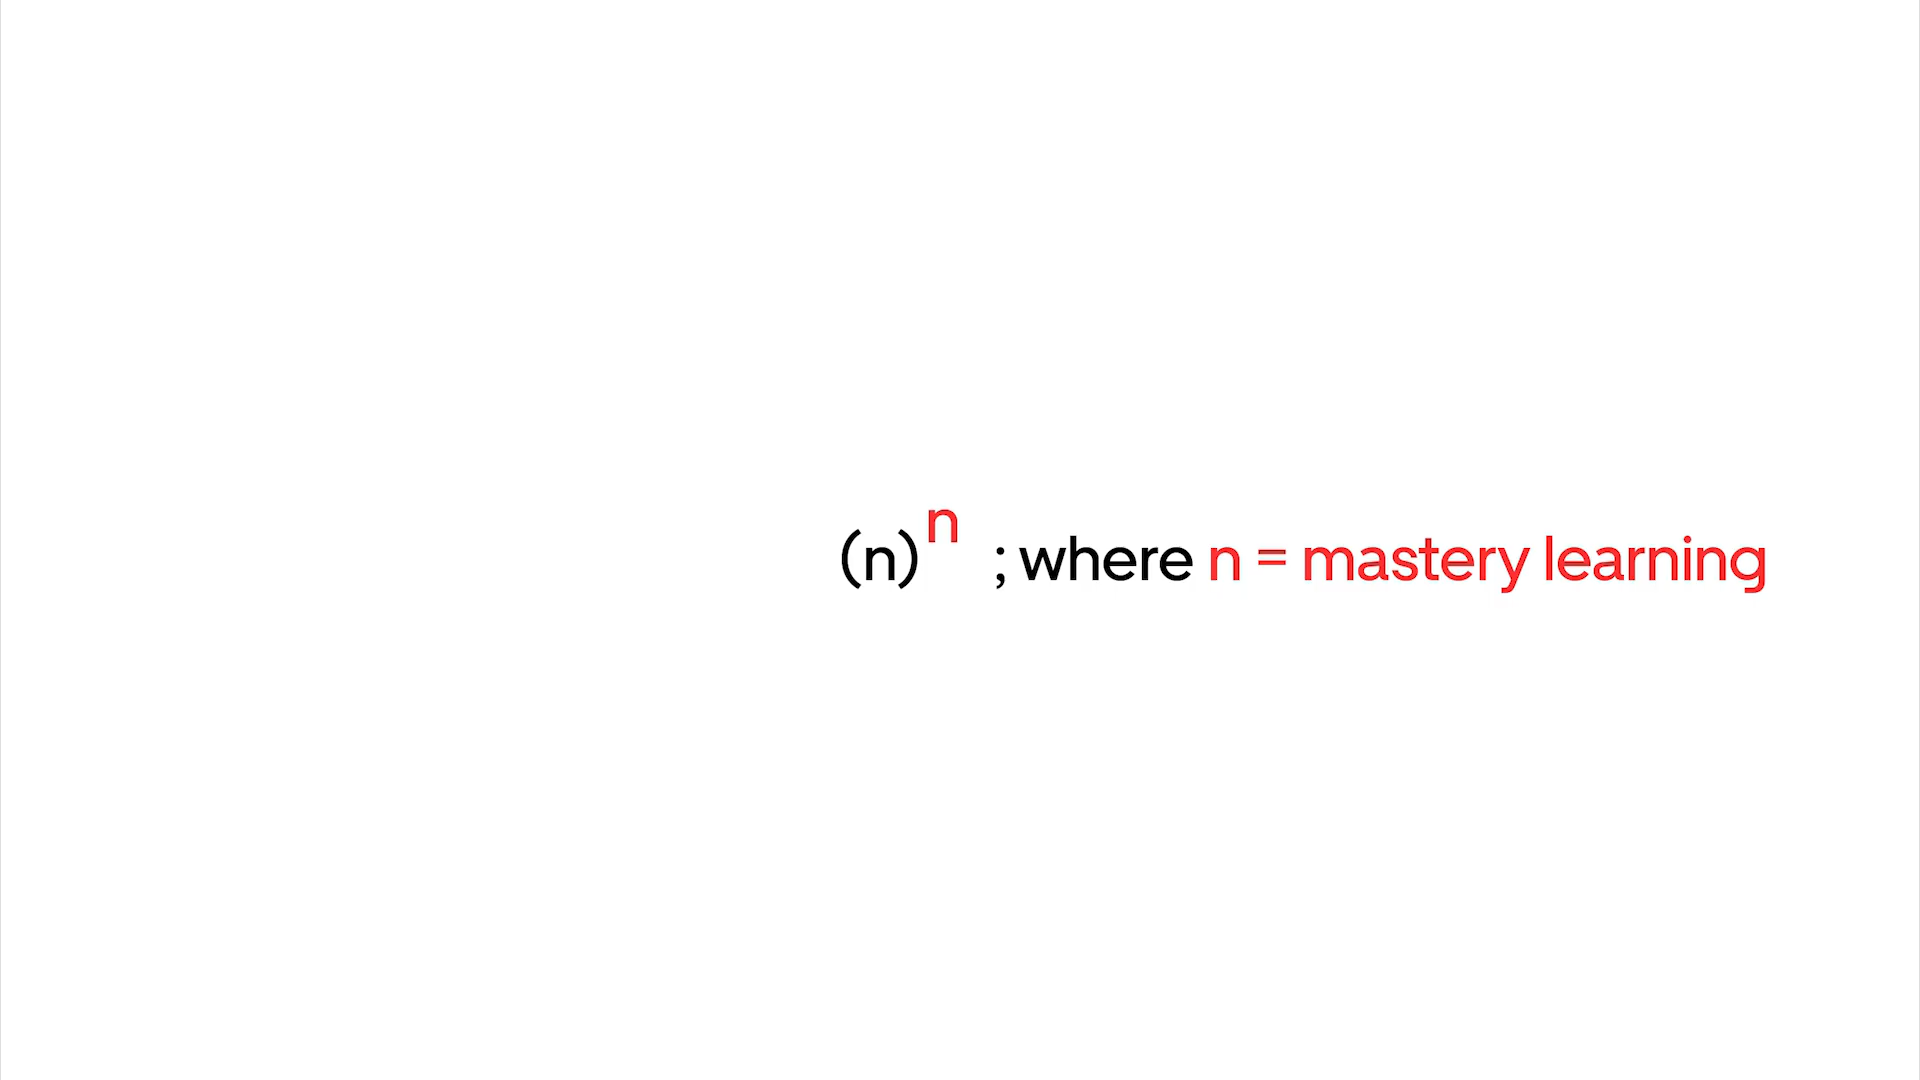 (n)ⁿ ; where n = mastery learning